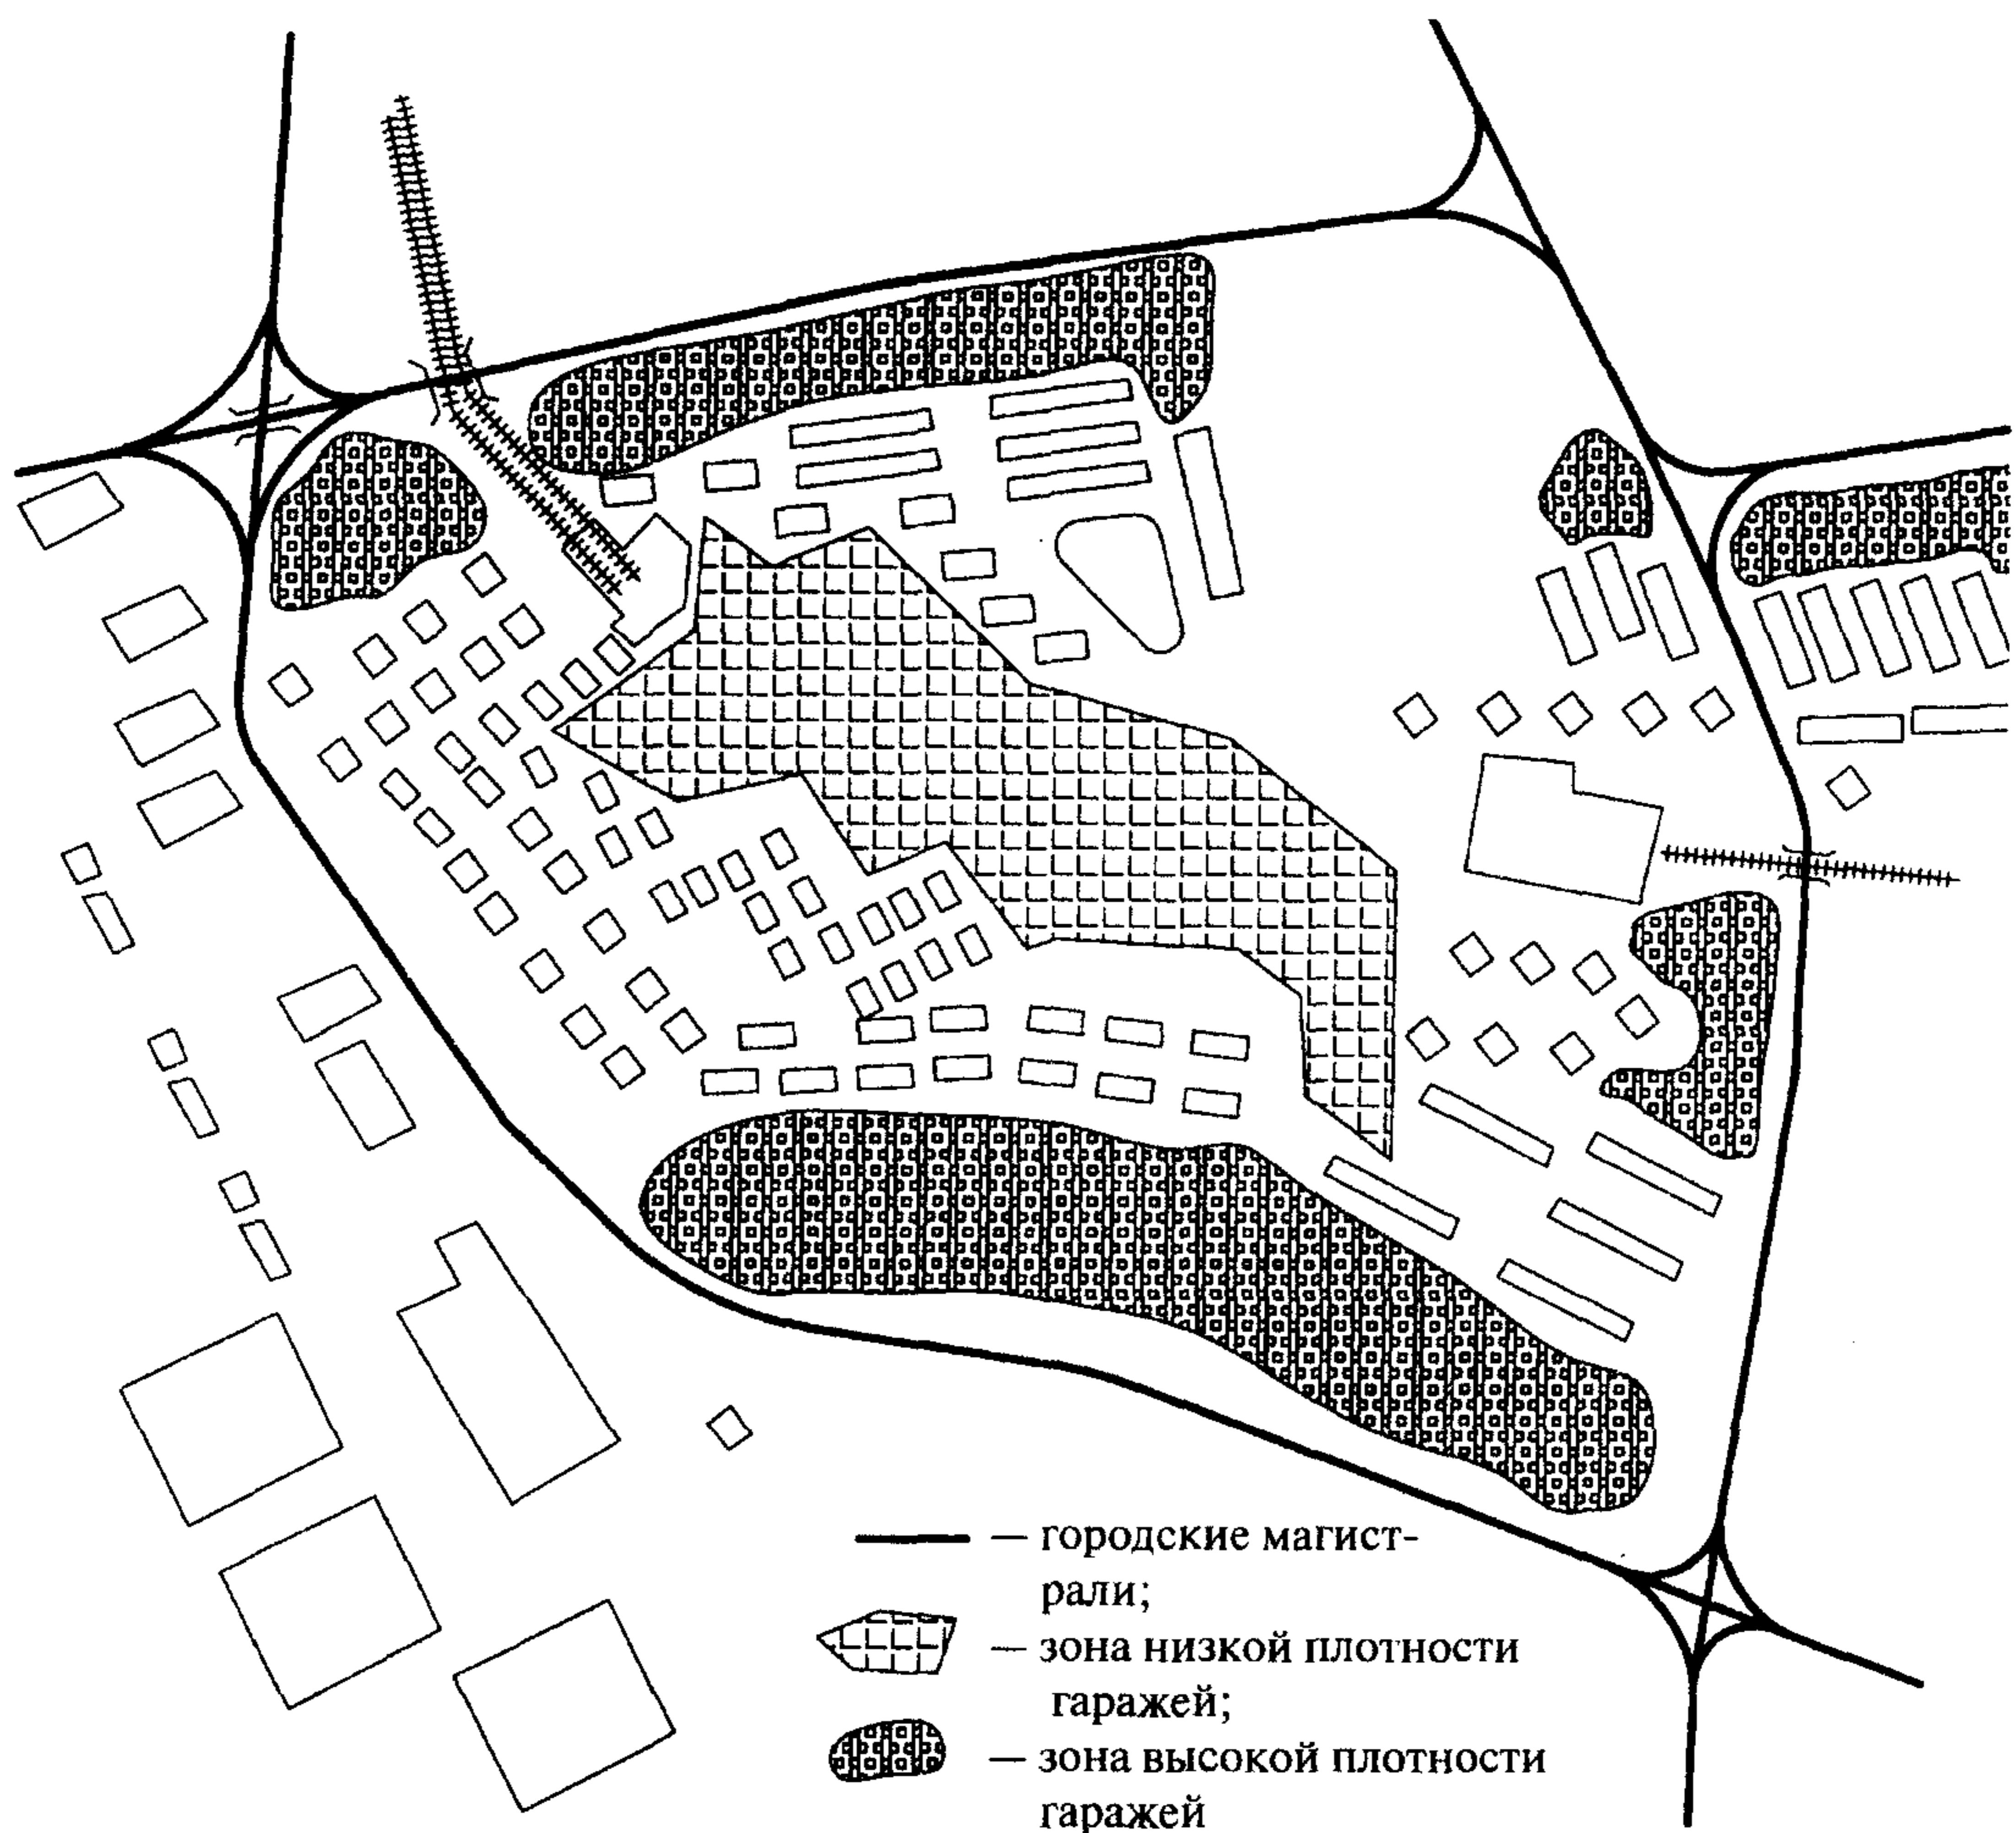 — городские магист-
рали;
— зона низкой плотности
гаражей;
— зона высокой плотности
гаражей